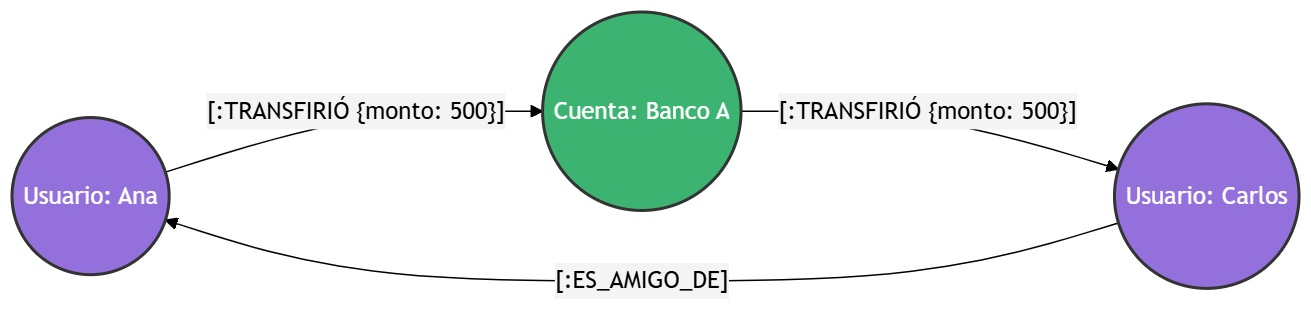 [:TRANSFIRIÓ {monto: 500}]
Cuenta: Banco A
[:TRANSFIRIÓ {monto: 500}]
Usuario: Ana
Usuario: Carlos
[:ES_AMIGO_DE]